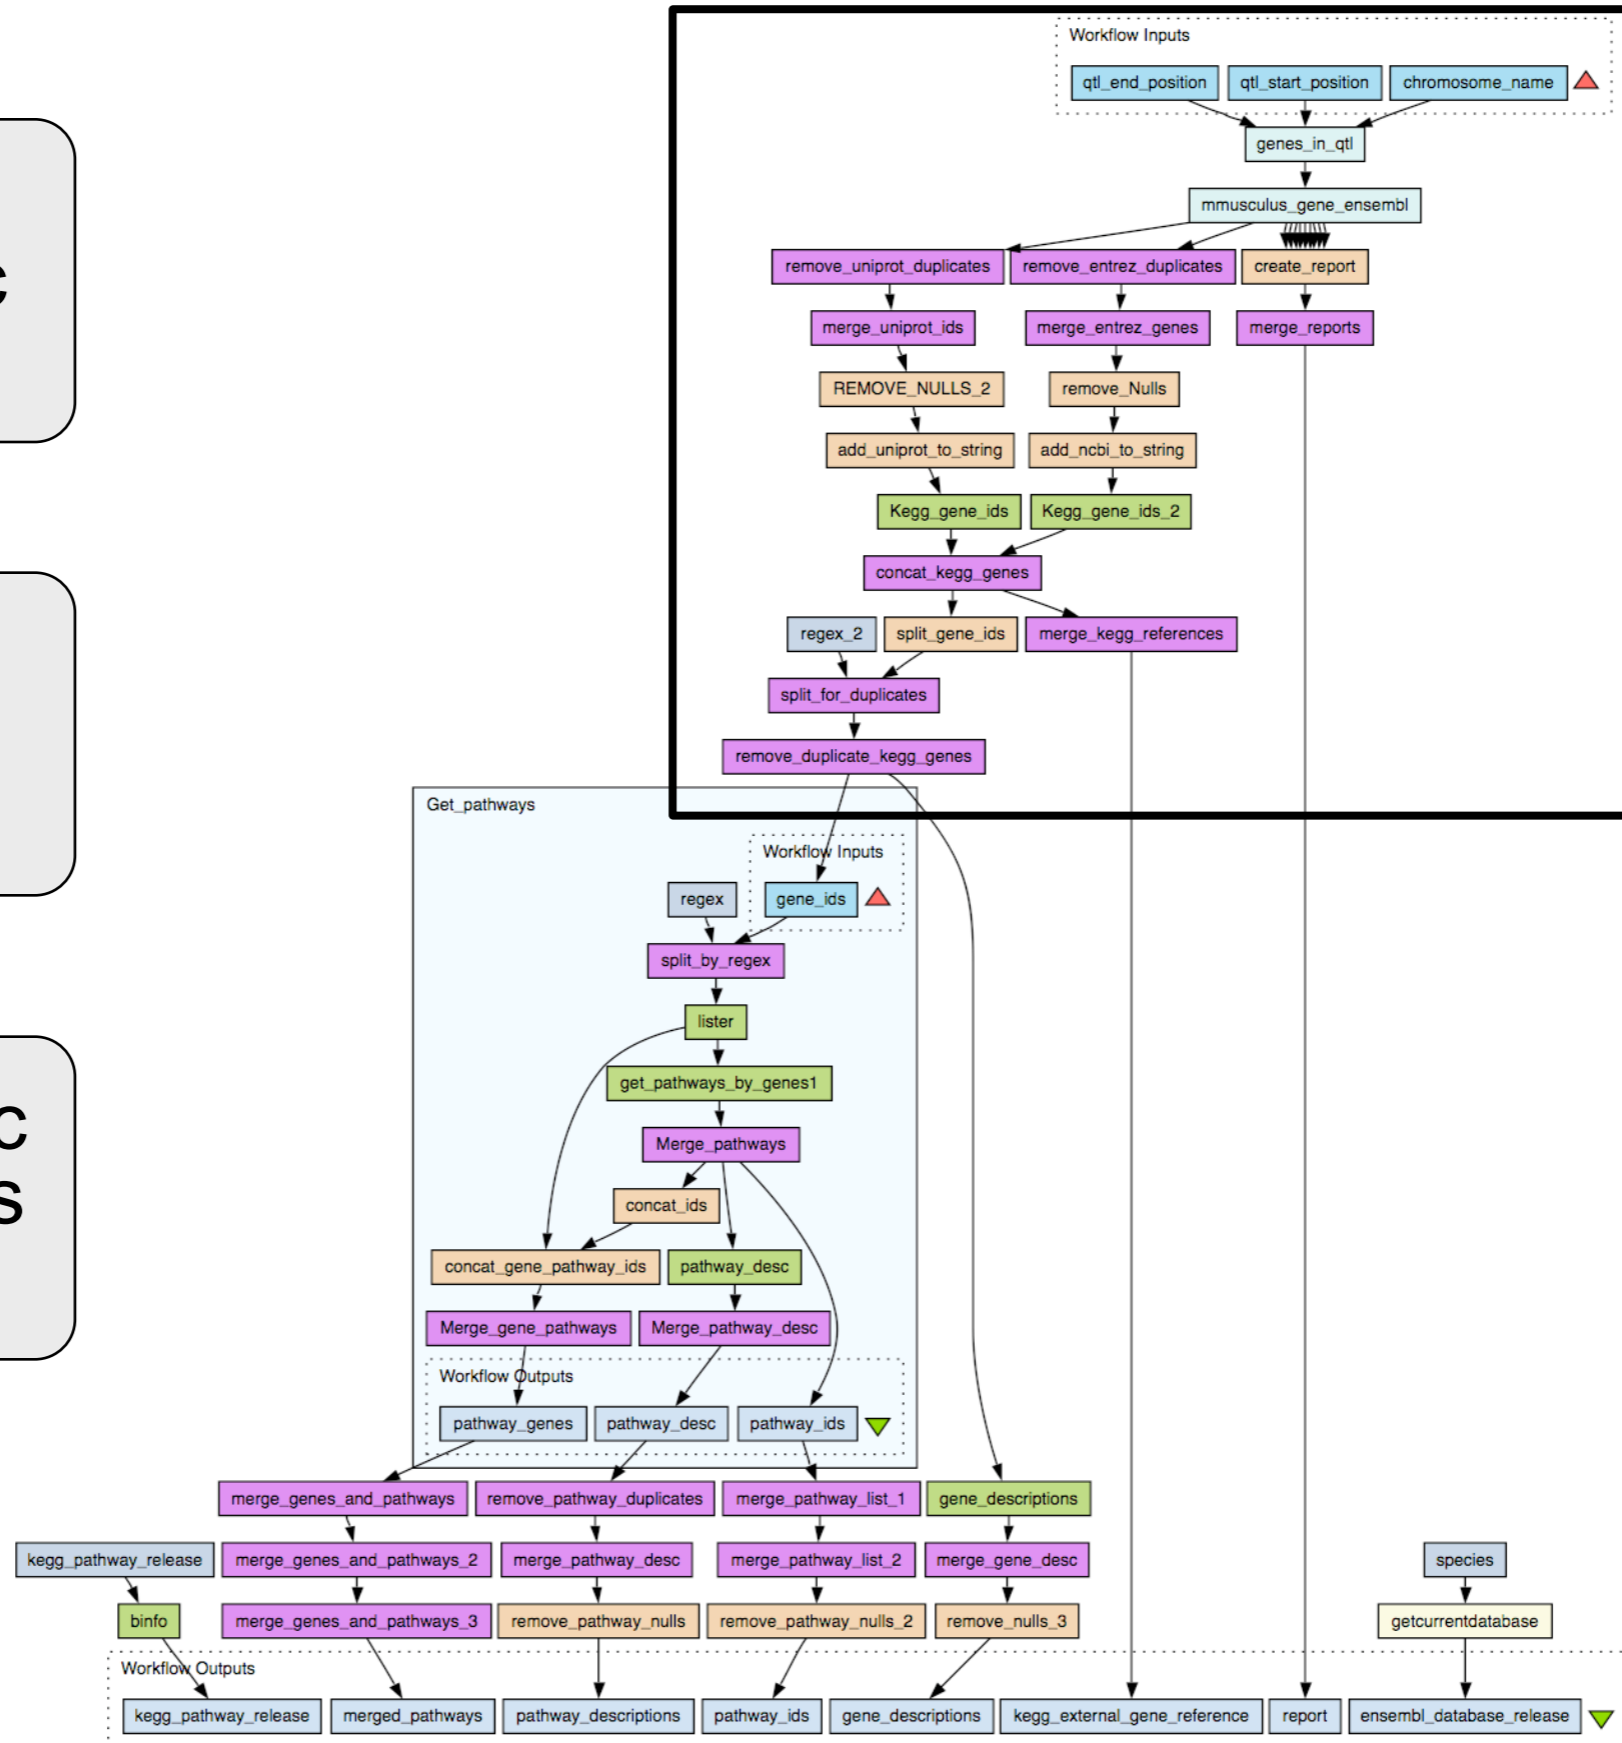 Workflow Inputs
qtl_end_position qtl_start_position chromosome_name
genes_in_qtl
mmusculus_gene_ensembl
remove_uniprot_duplicates remove_entrez_duplicates create_report
c
merge_uniprot_ids merge_entrez_genes merge_reports
REMOVE_NULLS_2 remove_Nulls
add_uniprot_to_string add_ncbi_to_string
Kegg_gene_ids Kegg_gene_ids_2
concat_kegg_genes
regex_2 split_gene_ids merge_kegg_references
split_for_duplicates
remove_duplicate_kegg_genes
Get_pathways
Workflow Inputs
regex gene_ids
split_by_regex
lister
get_pathways_by_genes1
c
Merge_pathways
s
concat_ids
concat_gene_pathway_ids pathway_desc
Merge_gene_pathways Merge_pathway_desc
Workflow Outputs
pathway_genes pathway_desc pathway_ids
merge_genes_and_pathways remove_pathway_duplicates merge_pathway_list_1 gene_descriptions
kegg_pathway_release merge_genes_and_pathways_2 merge_pathway_desc merge_pathway_list_2 merge_gene_desc species
binfo merge_genes_and_pathways_3 remove_pathway_nulls remove_pathway_nulls_2 remove_nulls_3 getcurrentdatabase
Workflow Outputs
kegg_pathway_release merged_pathways pathway_descriptions pathway_ids gene_descriptions kegg_external_gene_reference report ensembl_database_release